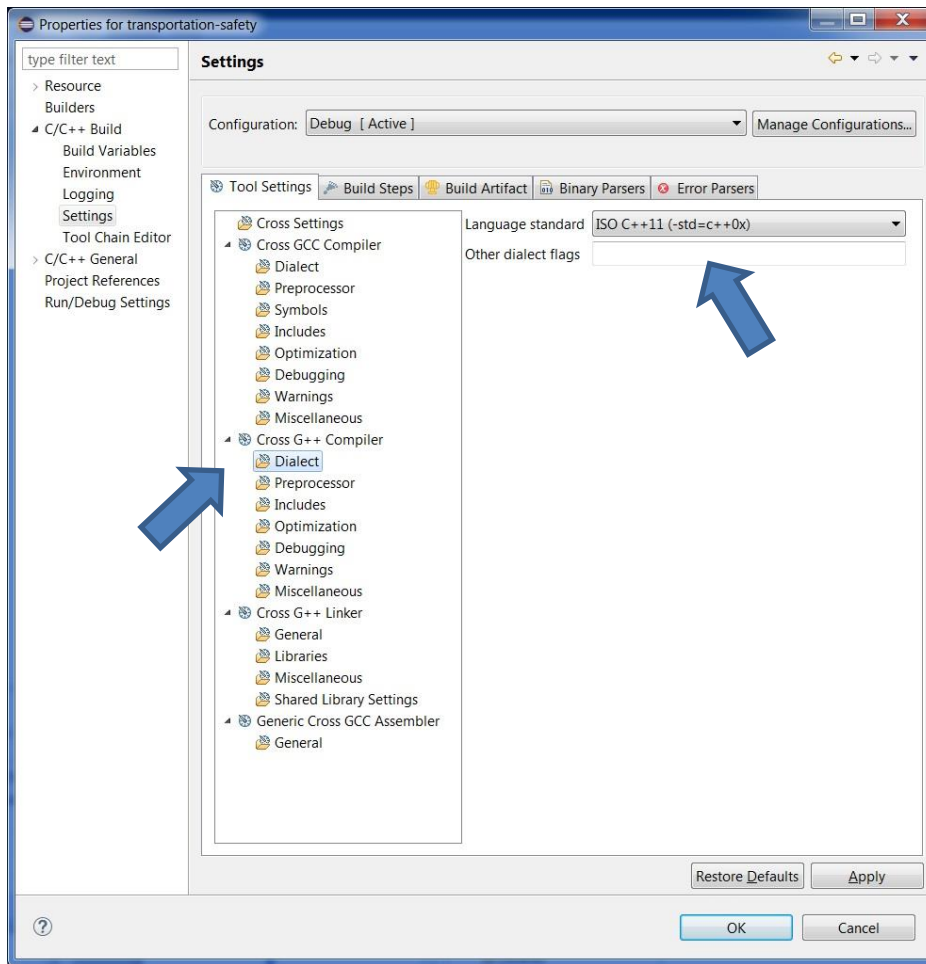 Properties for transportation-safety
type filter text
Resource
Builders
C/C++ Build
Build Variables
Environment
Logging
Settings
Tool Chain Editor
C/C++ General
Project References
Run/Debug Settings
Settings
Configuration: Debug [ Active ] Manage Configurations...
Tool Settings Build Steps Build Artifact Binary Parsers Error Parsers
Cross Settings
Cross GCC Compiler
Dialect
Preprocessor
Symbols
Includes
Optimization
Debugging
Warnings
Miscellaneous
Cross G++ Compiler
Dialect
Preprocessor
Includes
Optimization
Debugging
Warnings
Miscellaneous
Cross G++ Linker
General
Libraries
Miscellaneous
Shared Library Settings
Generic Cross GCC Assembler
General
Language standard ISO C++11 (-std=c++0x)
Other dialect flags
Restore Defaults Apply
? OK Cancel